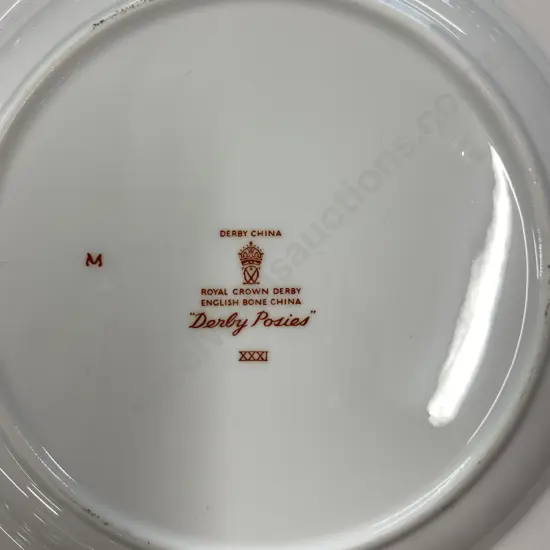 DERBY CHINA
M
ROYAL CROWN DERBY
ENGLISH BONE CHINA
"Derby Posies"
XXXI